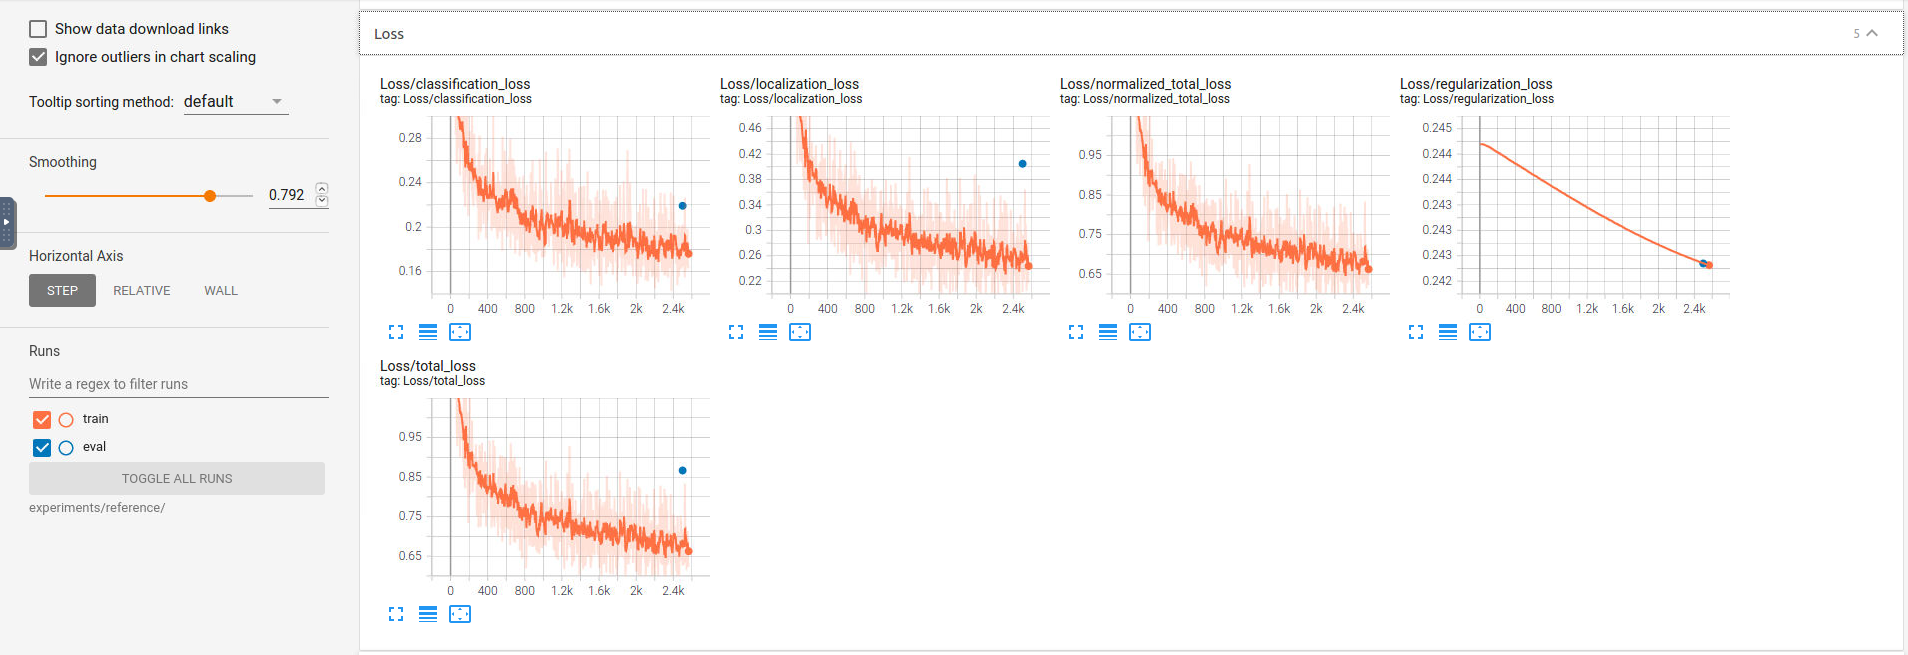 Show data download links
Ignore outliers in chart scaling
Tooltip sorting method: default
Smoothing
0.792
Horizontal Axis
STEP RELATIVE WALL
Runs
Write a regex to filter runs
train
eval
TOGGLE ALL RUNS
experiments/reference/
Loss 5
Loss/classification_loss
tag: Loss/classification_loss
0.28
0.24
0.2
0.16
0 400 800 1.2k 1.6k 2k 2.4k
Loss/localization_loss
tag: Loss/localization_loss
0.46
0.42
0.38
0.34
0.3
0.26
0.22
0 400 800 1.2k 1.6k 2k 2.4k
Loss/normalized_total_loss
tag: Loss/normalized_total_loss
0.95
0.85
0.75
0.65
0 400 800 1.2k 1.6k 2k 2.4k
Loss/regularization_loss
tag: Loss/regularization_loss
0.245
0.244
0.244
0.243
0.243
0.243
0.242
0 400 800 1.2k 1.6k 2k 2.4k
Loss/total_loss
tag: Loss/total_loss
0.95
0.85
0.75
0.65
0 400 800 1.2k 1.6k 2k 2.4k